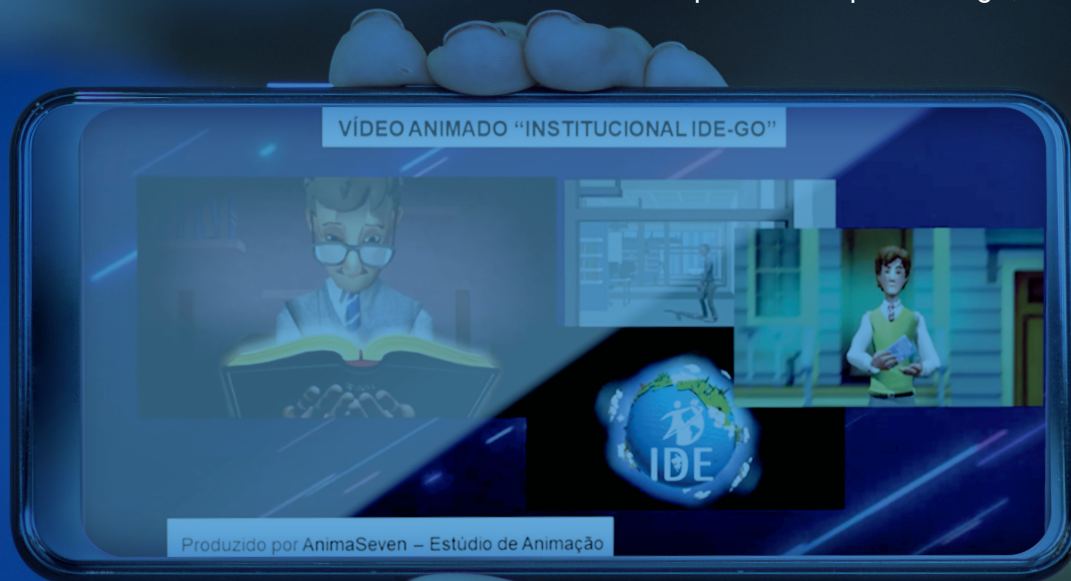 VÍDEO ANIMADO “INSTITUCIONAL IDE-GO”
IDE
Produzido por AnimaSeven – Estúdio de Animação